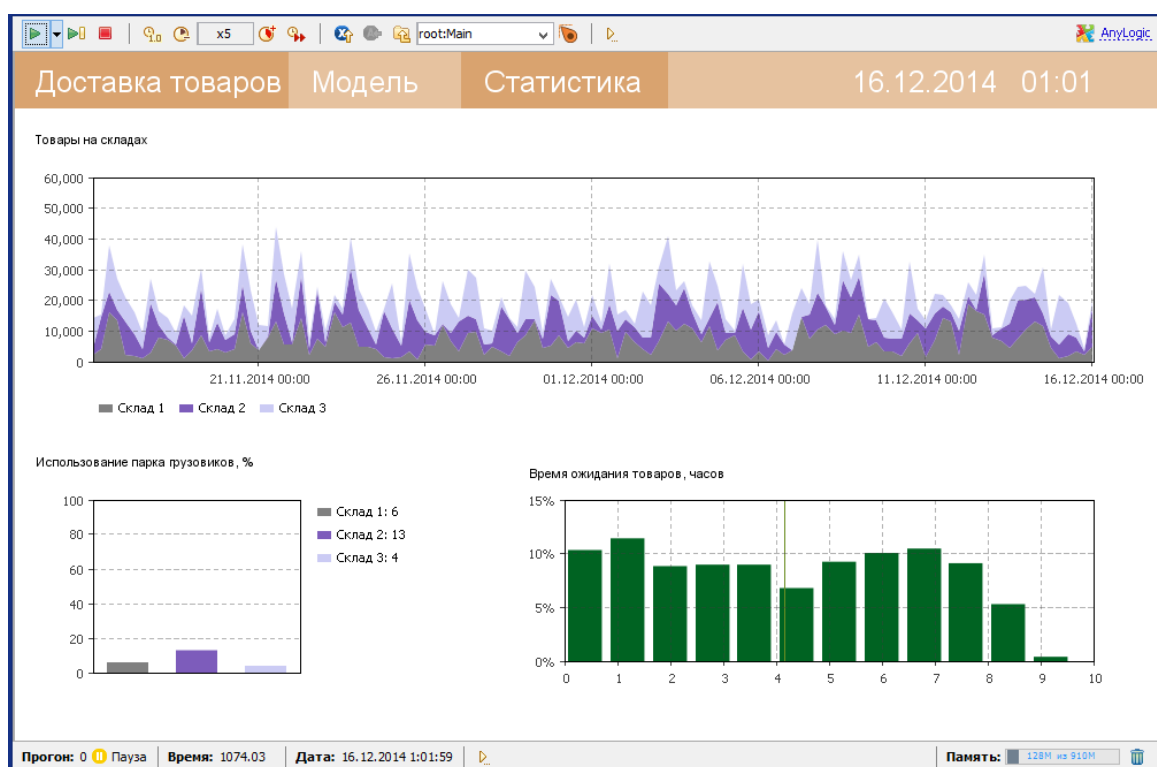 x5 root:Main AnyLogic
Доставка товаров Модель Статистика 16.12.2014 01:01
Товары на складах
60,000
50,000
40,000
30,000
20,000
10,000
0
21.11.2014 00:00 26.11.2014 00:00 01.12.2014 00:00 06.12.2014 00:00 11.12.2014 00:00 16.12.2014 00:00
Склад 1 Склад 2 Склад 3
Использование парка грузовиков, %
100
80
60
40
20
0
Склад 1: 6
Склад 2: 13
Склад 3: 4
Время ожидания товаров, часов
15%
10%
5%
0%
0 1 2 3 4 5 6 7 8 9 10
Прогон: 0 Пауза Время: 1074.03 Дата: 16.12.2014 1:01:59 Память: 128M из 910M